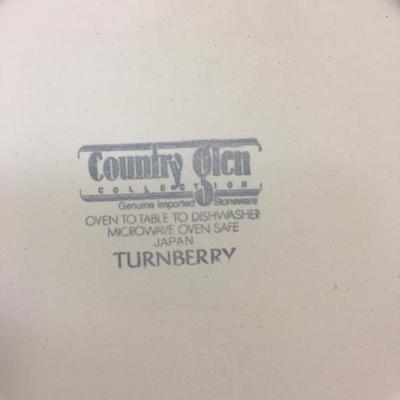 Country glen
COLLECTION
Genuine Imported Stoneware
OVEN TO TABLE TO DISHWASHER
MICROWAVE OVEN SAFE
JAPAN
TURNBERRY